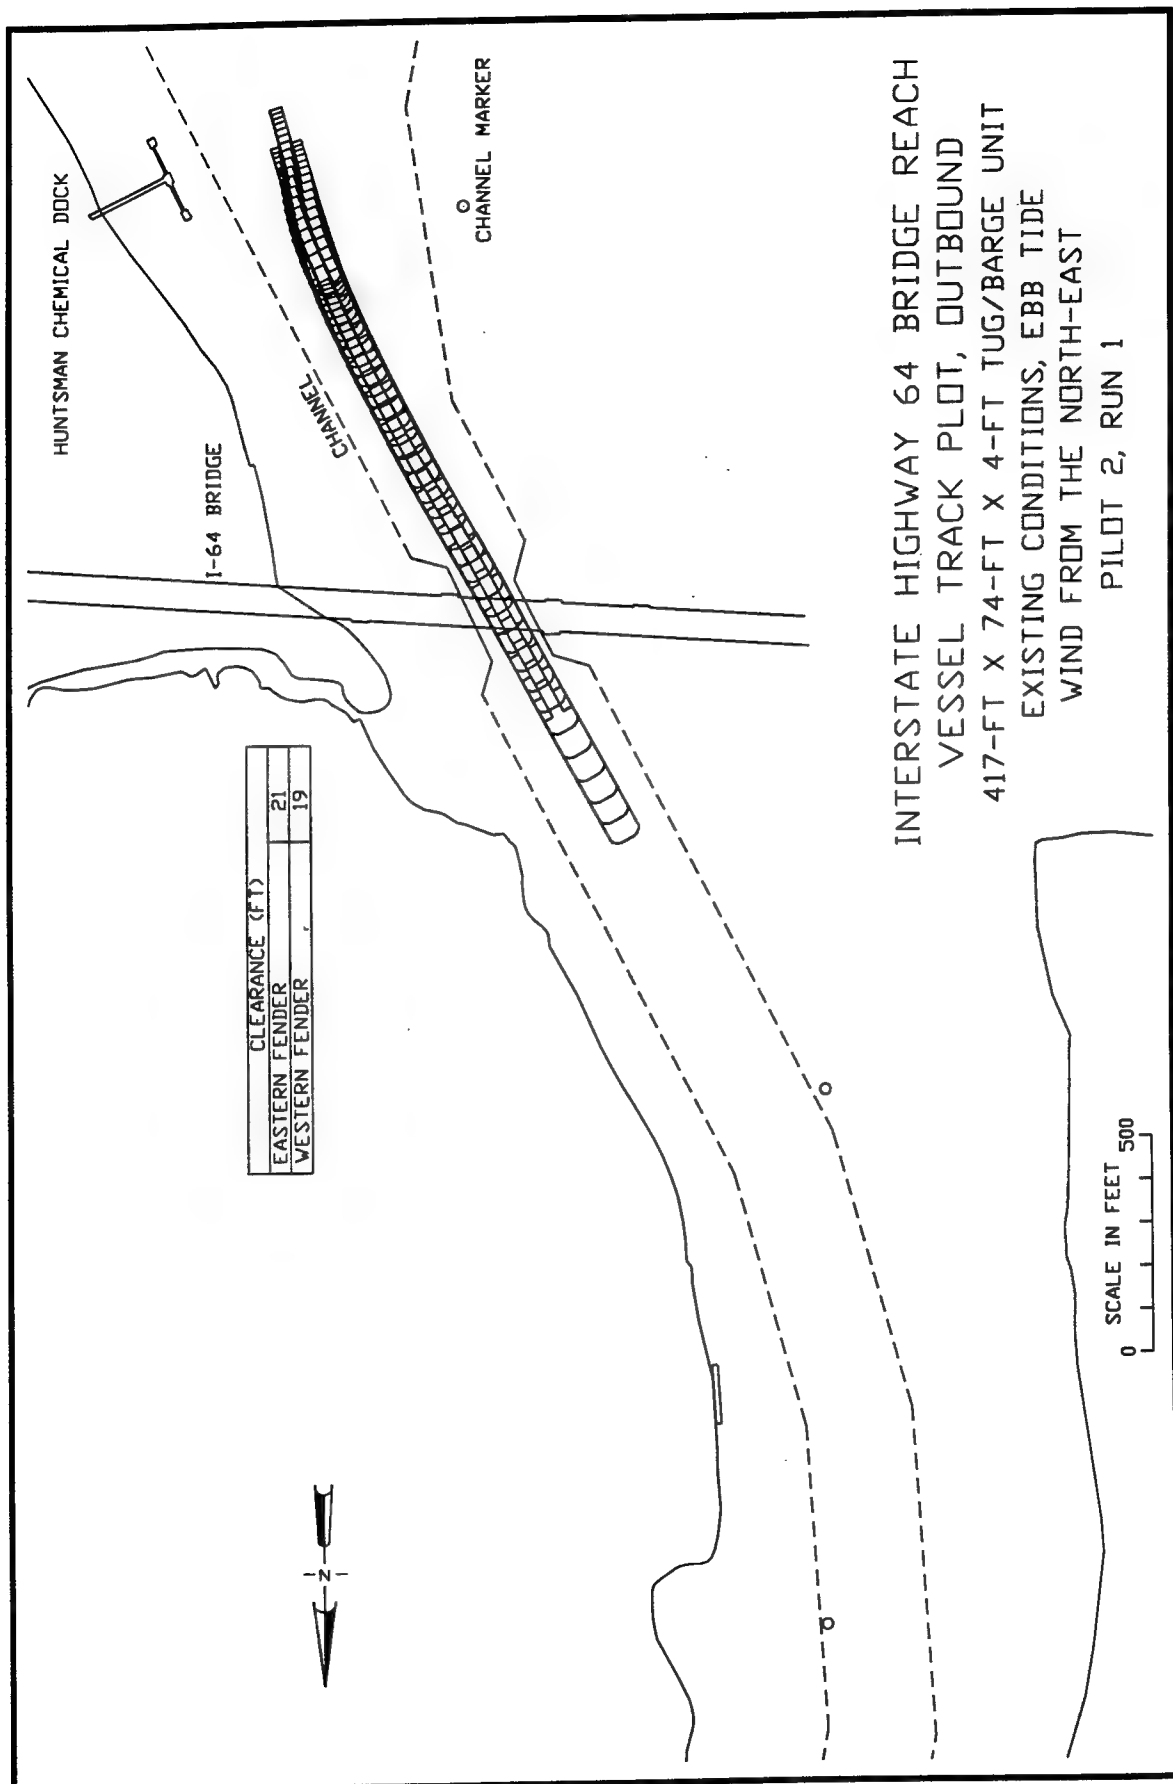 HUNTSMAN CHEMICAL DOCK
I-64 BRIDGE
CHANNEL
CHANNEL MARKER
CLEARANCE (FT)
EASTERN FENDER 21
WESTERN FENDER 19
N
INTERSTATE HIGHWAY 64 BRIDGE REACH
VESSEL TRACK PLOT, OUTBOUND
417-FT X 74-FT X 4-FT TUG/BARGE UNIT
EXISTING CONDITIONS, EBB TIDE
WIND FROM THE NORTH-EAST
PILOT 2, RUN 1
SCALE IN FEET
0 500